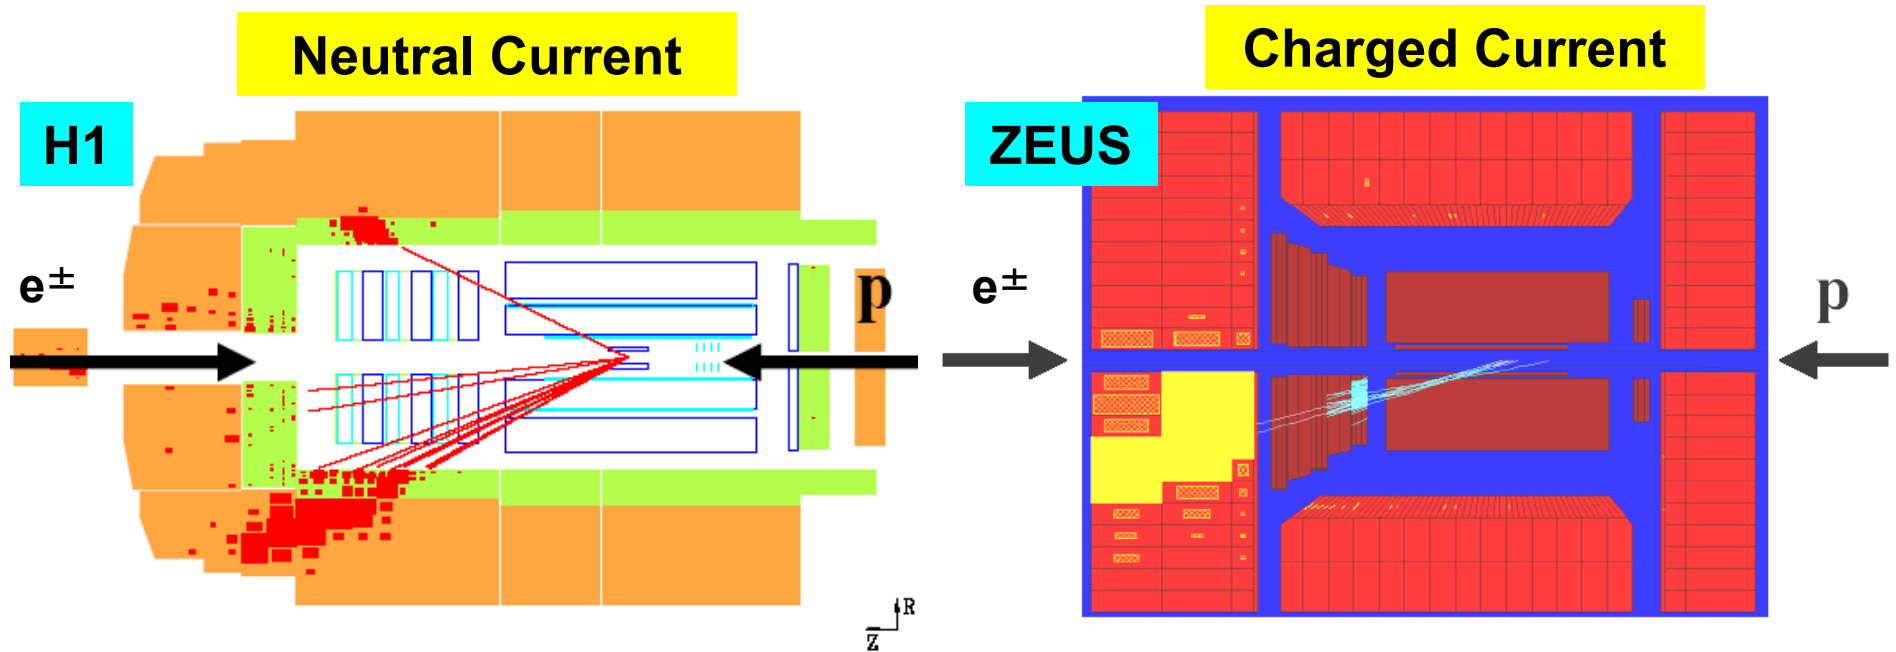 Neutral Current
Charged Current
H1
ZEUS
e±
p
e±
p
R
Z